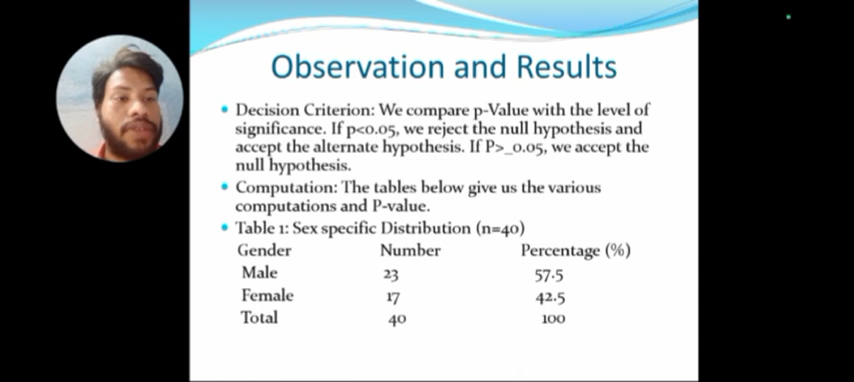 Observation and Results
Decision Criterion: We compare p-Value with the level of
significance. If p<0.05, we reject the null hypothesis and
accept the alternate hypothesis. If P>_0.05, we accept the
null hypothesis.
Computation: The tables below give us the various
computations and P-value.
Table 1: Sex specific Distribution (n=40)
Gender Number Percentage (%)
Male 23 57.5
Female 17 42.5
Total 40 100